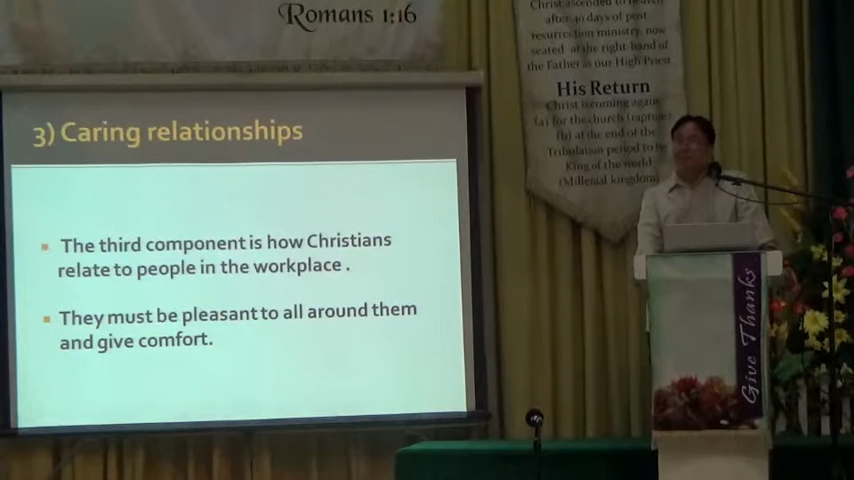 Romans 1:16
Christ ascended to heaven
after 40 days of post
resurrection ministry, now
seated at the right hand of
the Father as our High Priest
His Return
Christ is coming again
(a) for the church (rapture)
(b) at the end of the
Tribulation period to be
King of the world
(Millenial kingdom)
3) Caring relationships
The third component is how Christians
relate to people in the workplace .
They must be pleasant to all around them
and give comfort.
Give Thanks